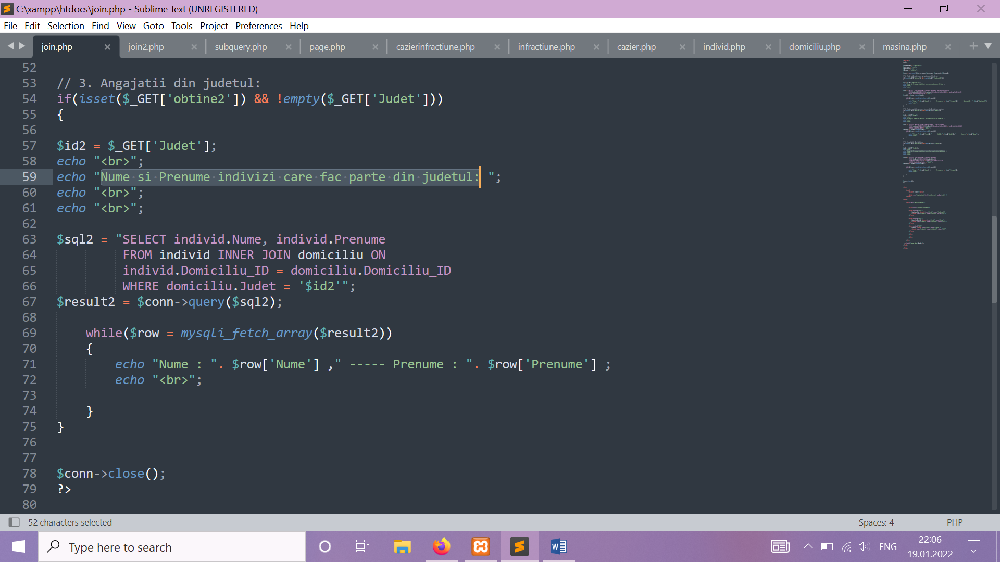 C:\xampp\htdocs\join.php - Sublime Text (UNREGISTERED)
File Edit Selection Find View Goto Tools Project Preferences Help
join.php join2.php subquery.php page.php cazierinfractiune.php infractiune.php cazier.php individ.php domiciliu.php masina.php
52
53 // 3. Angajatii din judetul:
54 if(isset($_GET['obtine2']) && !empty($_GET['Judet']))
55 {
56
57 $id2 = $_GET['Judet'];
58 echo "<br>";
59 echo "Nume si Prenume indivizi care fac parte din judetul: ";
60 echo "<br>";
61 echo "<br>";
62
63 $sql2 = "SELECT individ.Nume, individ.Prenume
64 FROM individ INNER JOIN domiciliu ON
65 individ.Domiciliu_ID = domiciliu.Domiciliu_ID
66 WHERE domiciliu.Judet = '$id2'";
67 $result2 = $conn->query($sql2);
68
69 while($row = mysqli_fetch_array($result2))
70 {
71 echo "Nume : ". $row['Nume'] ," ----- Prenume : ". $row['Prenume'] ;
72 echo "<br>";
73
74 }
75 }
76
77
78 $conn->close();
79 ?>
80
52 characters selected Spaces: 4 PHP
Type here to search ENG 22:06
19.01.2022